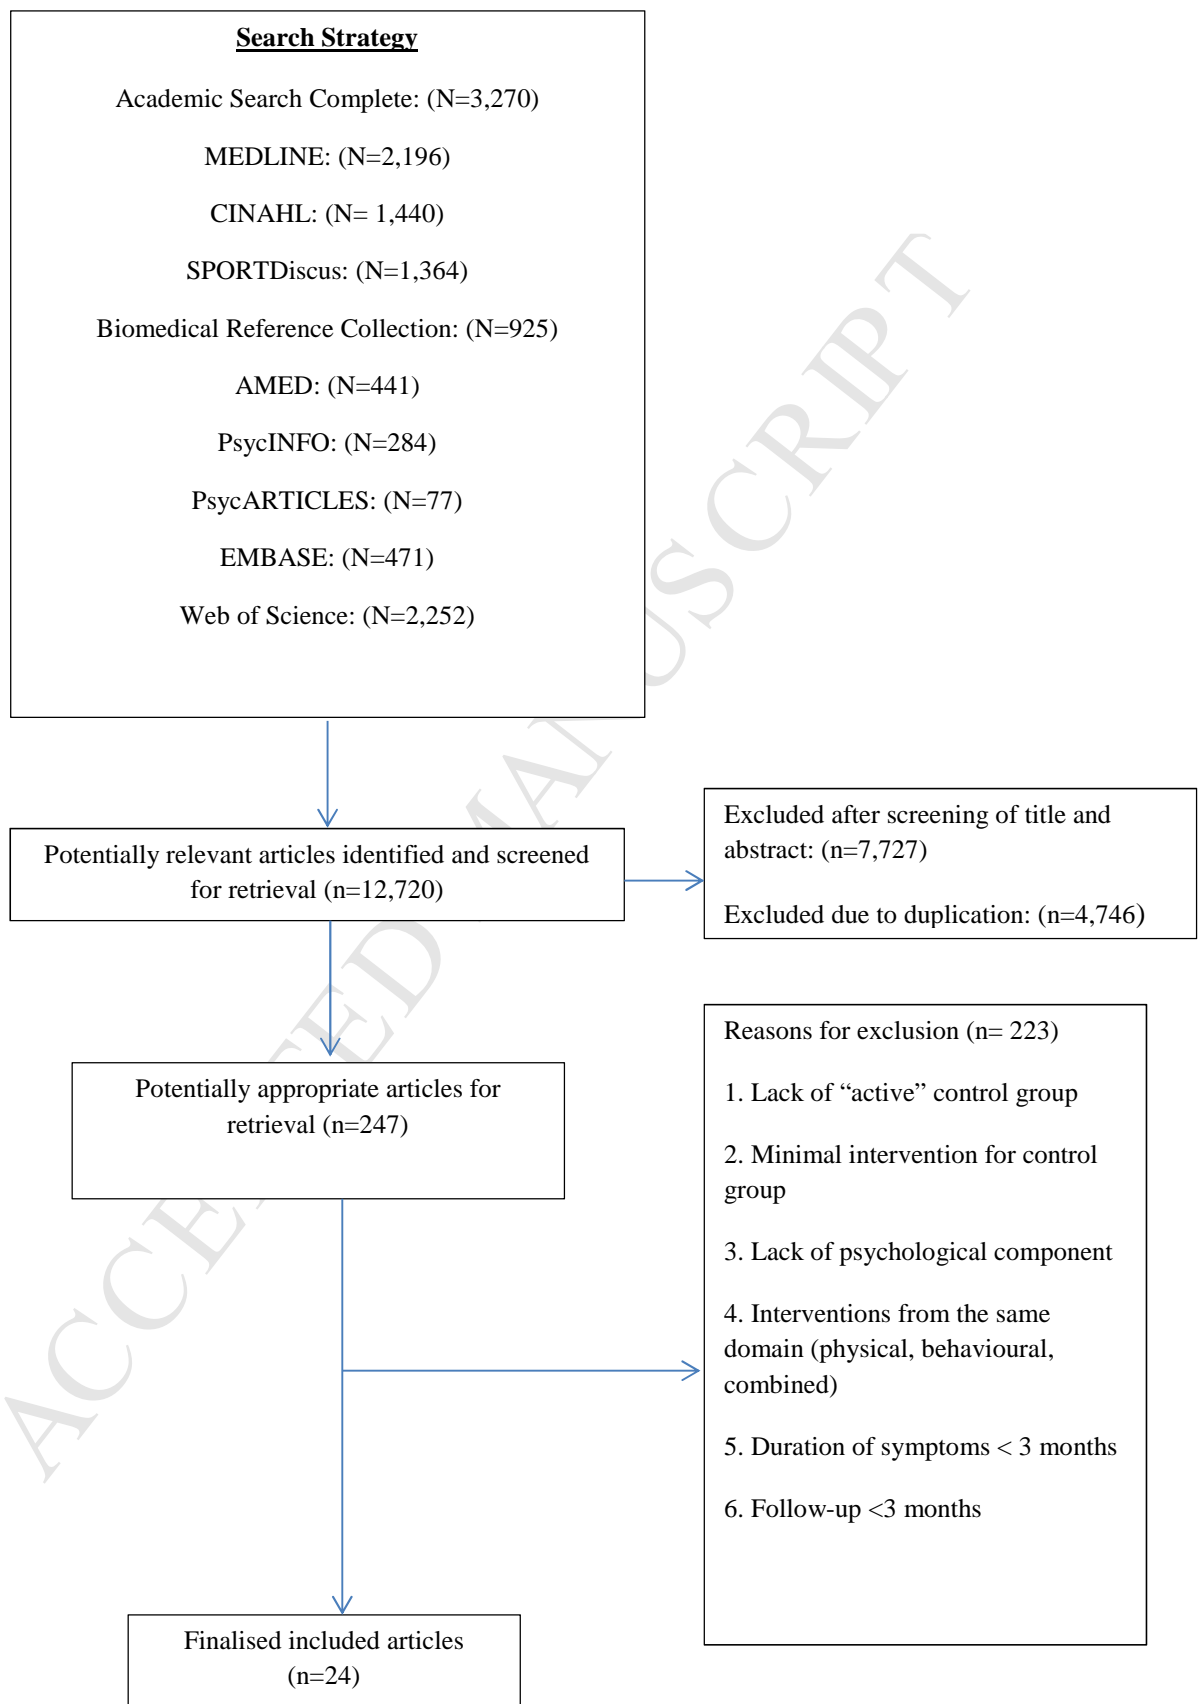 Search Strategy
Academic Search Complete: (N=3,270)
MEDLINE: (N=2,196)
CINAHL: (N= 1,440)
SPORTDiscus: (N=1,364)
Biomedical Reference Collection: (N=925)
AMED: (N=441)
PsycINFO: (N=284)
PsycARTICLES: (N=77)
EMBASE: (N=471)
Web of Science: (N=2,252)
Potentially relevant articles identified and screened
for retrieval (n=12,720)
Excluded after screening of title and
abstract: (n=7,727)
Excluded due to duplication: (n=4,746)
Potentially appropriate articles for
retrieval (n=247)
Reasons for exclusion (n= 223)
1. Lack of “active” control group
2. Minimal intervention for control
group
3. Lack of psychological component
4. Interventions from the same
domain (physical, behavioural,
combined)
5. Duration of symptoms < 3 months
6. Follow-up <3 months
Finalised included articles
(n=24)
ACCEPTED MANUSCRIPT